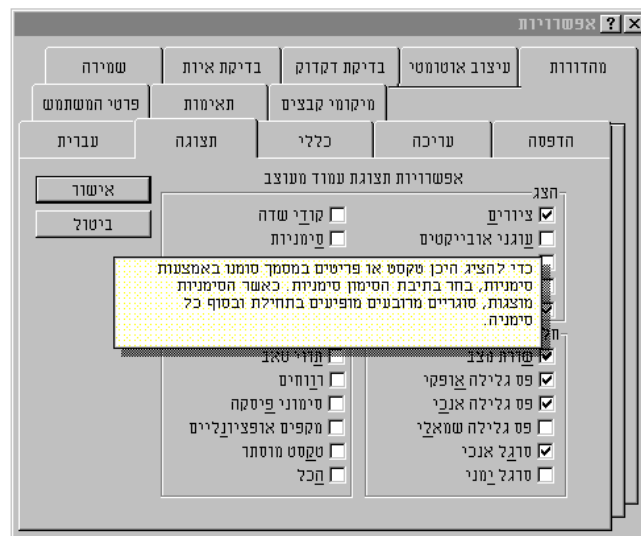 אפשרויות
מהדורות
עיצוב אוטומטי
בדיקת דקדוק
בדיקת איות
שמירה
מיקומי קבצים
תאימות
פרטי המשתמש
הדפסה
עריכה
כללי
תצוגה
עברית
אפשרויות תצוגת עמוד מעוצב
הצג
ציורים
עוגני אובייקטים
קודי שדה
סימניות
אישור
ביטול
כדי להציג היכן טקסט או פריטים במסמך סומנו באמצעות
סימניות, בחר בתיבת הסימון סימניות. כאשר הסימניות
מוצגות, סוגריים מרובעים מופיעים בתחילת ובסוף כל
סימניה.
שורת מצב
פס גלילה אופקי
פס גלילה אנכי
פס גלילה שמאלי
סרגל אנכי
סרגל ימני
תווי טאב
רווחים
סימוני פיסקה
מקפים אופציונליים
טקסט מוסתר
הכל